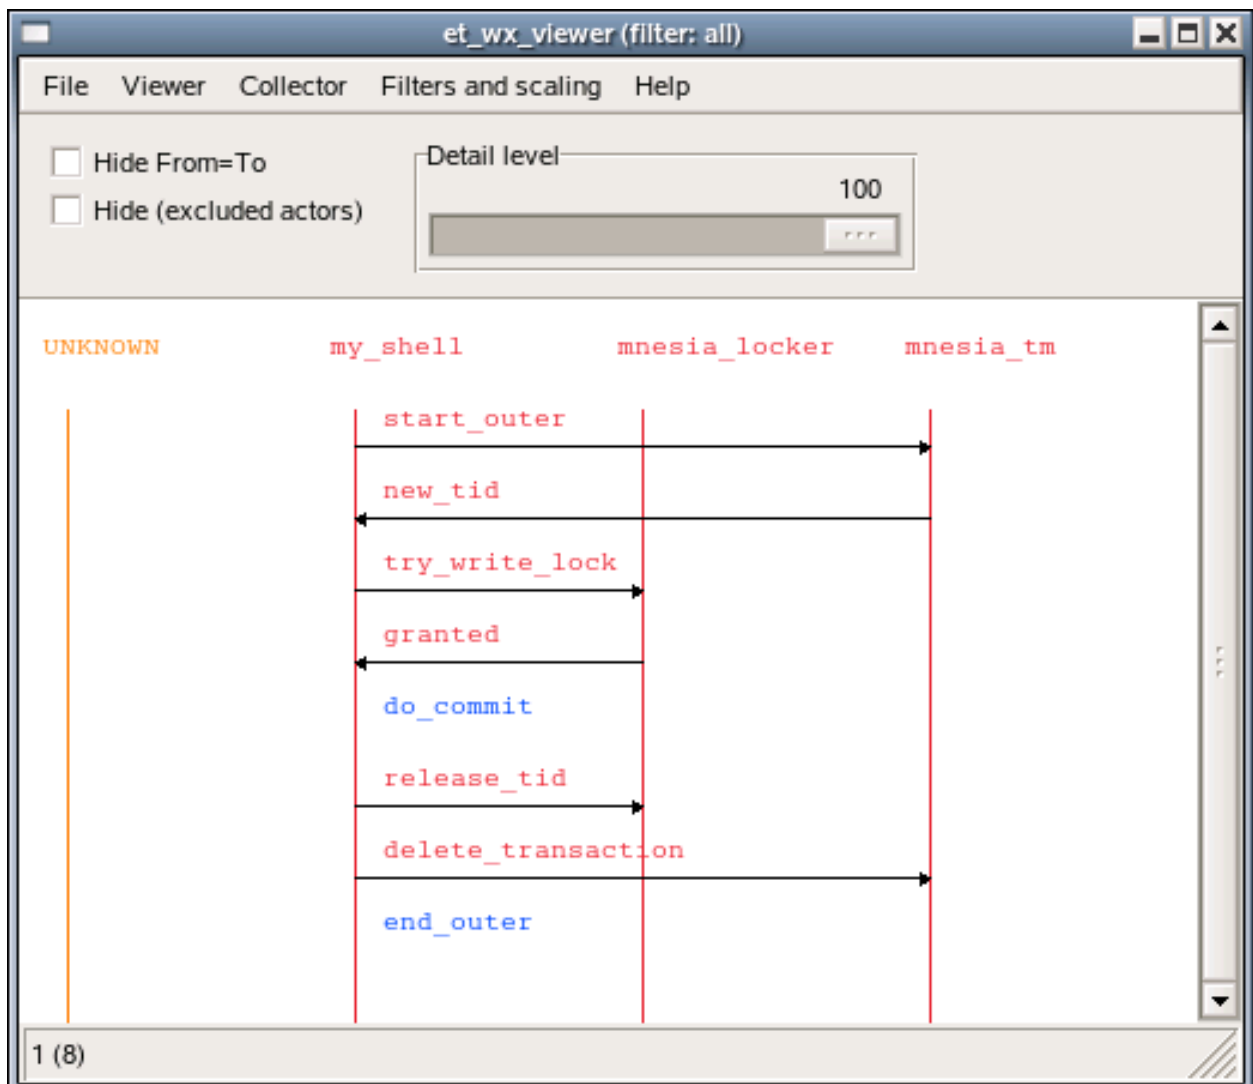 et_wx_viewer (filter: all)
File Viewer Collector Filters and scaling Help
Hide From=To
Hide (excluded actors)
Detail level
100
UNKNOWN my_shell mnesia_locker mnesia_tm
start_outer
new_tid
try_write_lock
granted
do_commit
release_tid
delete_transaction
end_outer
1 (8)